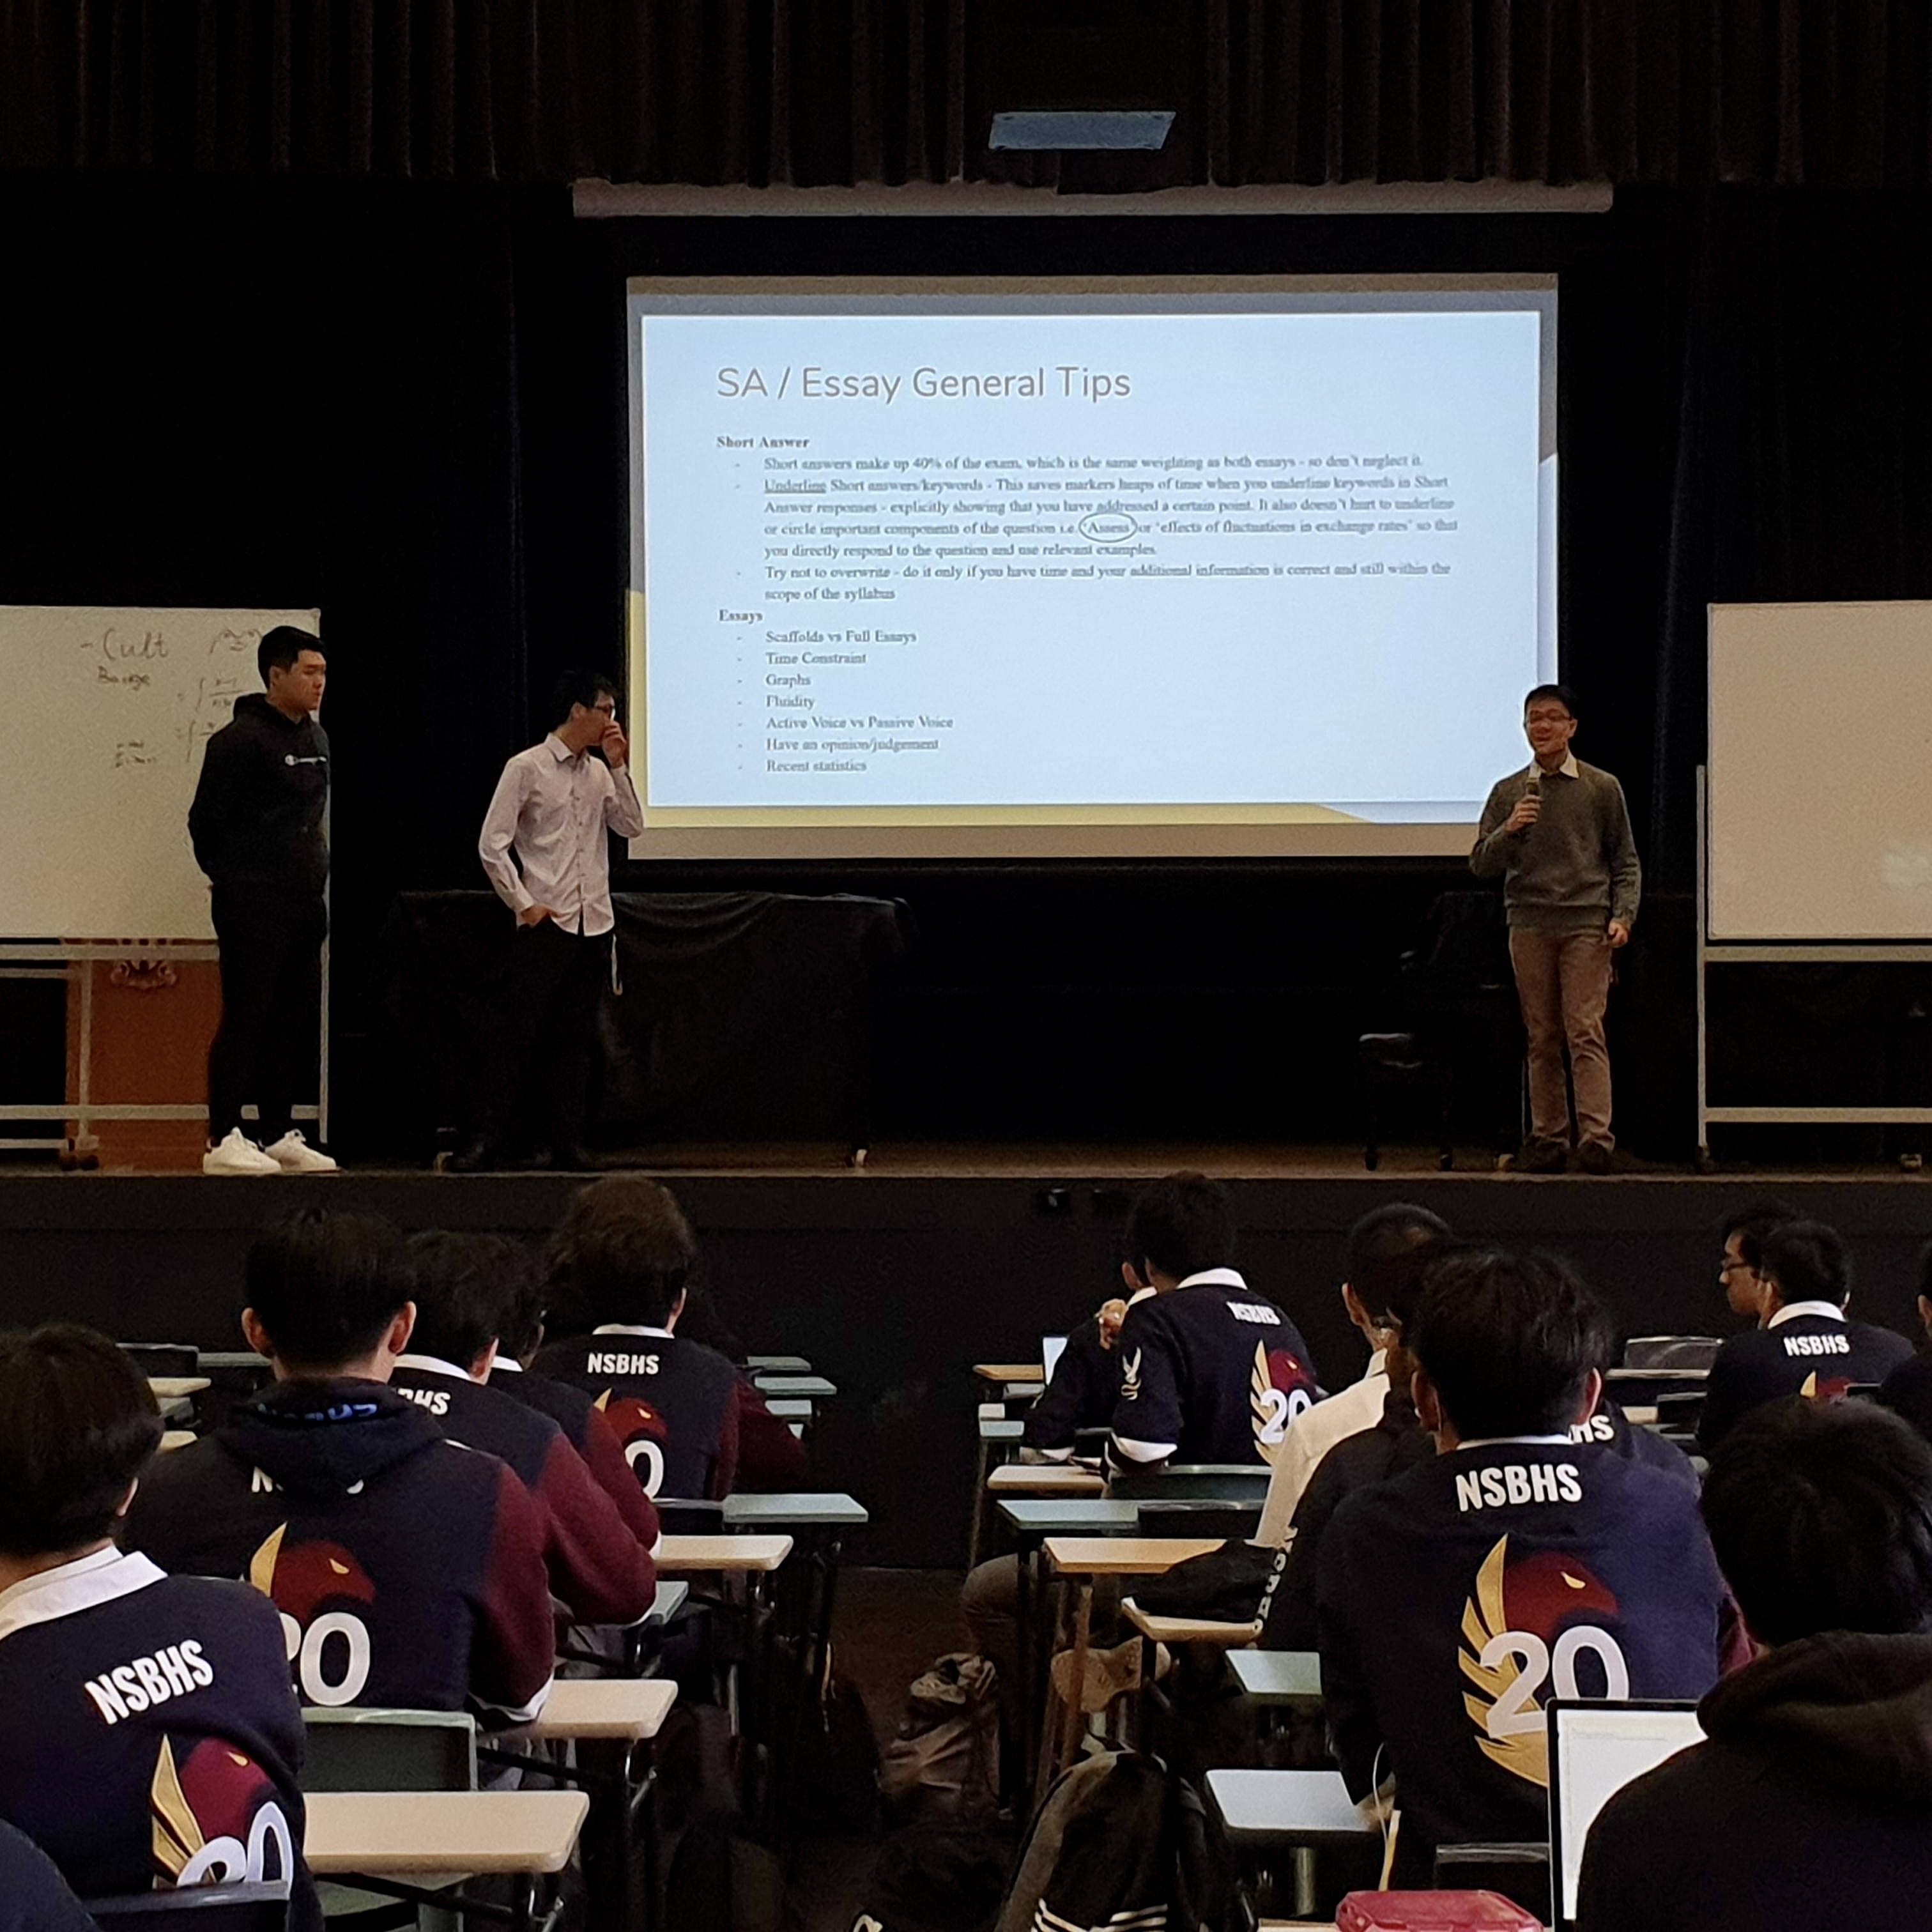 SA / Essay General Tips
Short Answer
- Short answers make up 40% of the exam, which is the same weighting as both essays - so don't neglect it.
- Underline Short answers/keywords - This saves markers heaps of time when you underline keywords in Short
Answer responses - explicitly showing that you have addressed a certain point. It also doesn't hurt to underline
or circle important components of the question i.e. 'Assess' or 'effects of fluctuations in exchange rates' so that
you directly respond to the question and use relevant examples.
- Try not to overwrite - do it only if you have time and your additional information is correct and still within the
scope of the syllabus
Essays
- Scaffolds vs Full Essays
- Time Constraint
- Graphs
- Fluidity
- Active Voice vs Passive Voice
- Have an opinion/judgement
- Recent statistics
- Cult
NSBHS
NSBHS
20
NSBHS
NSBHS
20
NSBHS
20
NSBHS
20